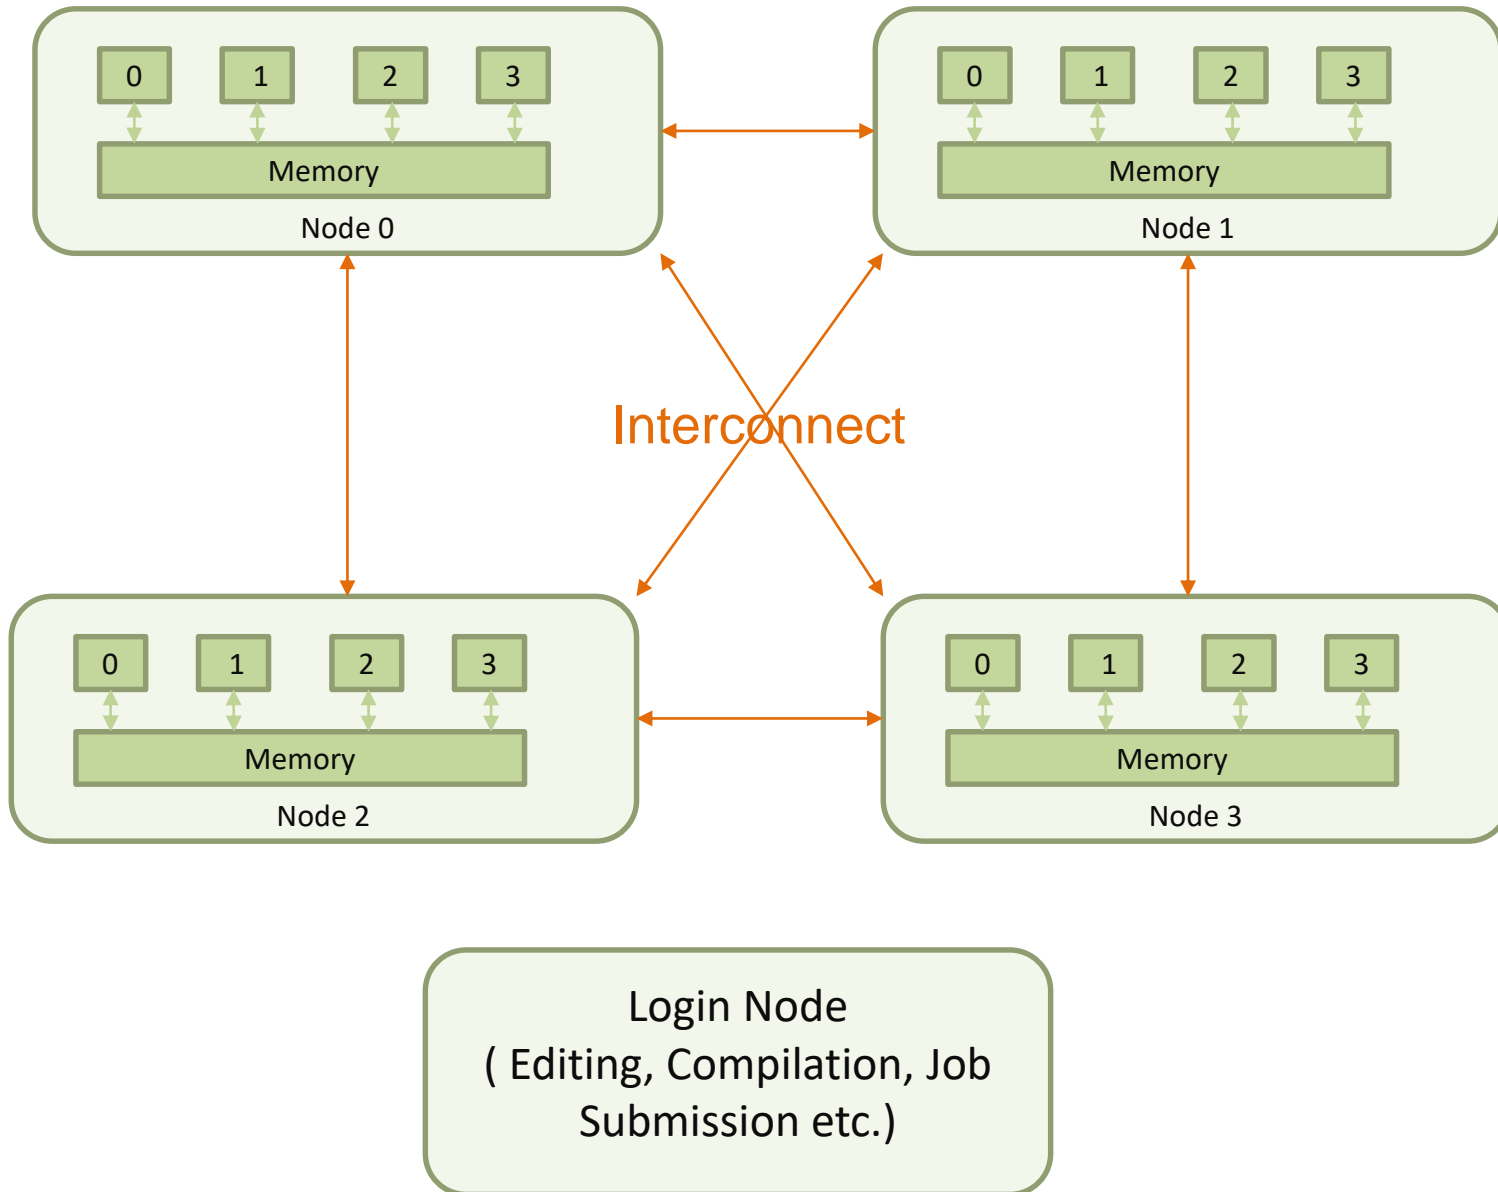 0 1 2 3
Memory
Node 0
0 1 2 3
Memory
Node 1
Interconnect
0 1 2 3
Memory
Node 2
0 1 2 3
Memory
Node 3
Login Node
( Editing, Compilation, Job
Submission etc.)